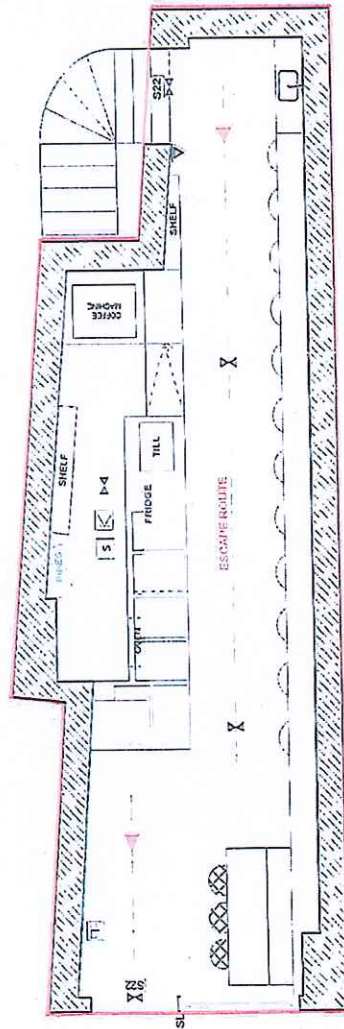 S22
SHELF
COFFEE
MACHINE
SHELF
TILL
FRIDGE
S
ESCAPE ROUTE
S22
SL